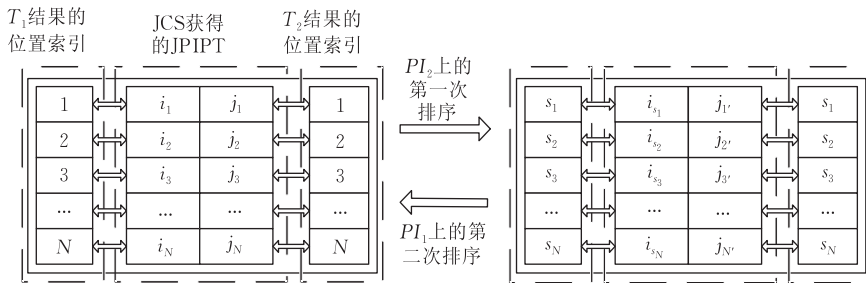 T₁结果的
位置索引
JCS获得
的JPIPT
T₂结果的
位置索引
1 i₁ j₁ 1
2 i₂ j₂ 2
3 i₃ j₃ 3
... ... ... ...
N i_N j_N N
PI₂上的
第一次
排序
PI₁上的第
二次排序
s₁ i_{s₁} j_{1'} s₁
s₂ i_{s₂} j_{2'} s₂
s₃ i_{s₃} j_{3'} s₃
... ... ... ...
s_N i_{s_N} j_{N'} s_N